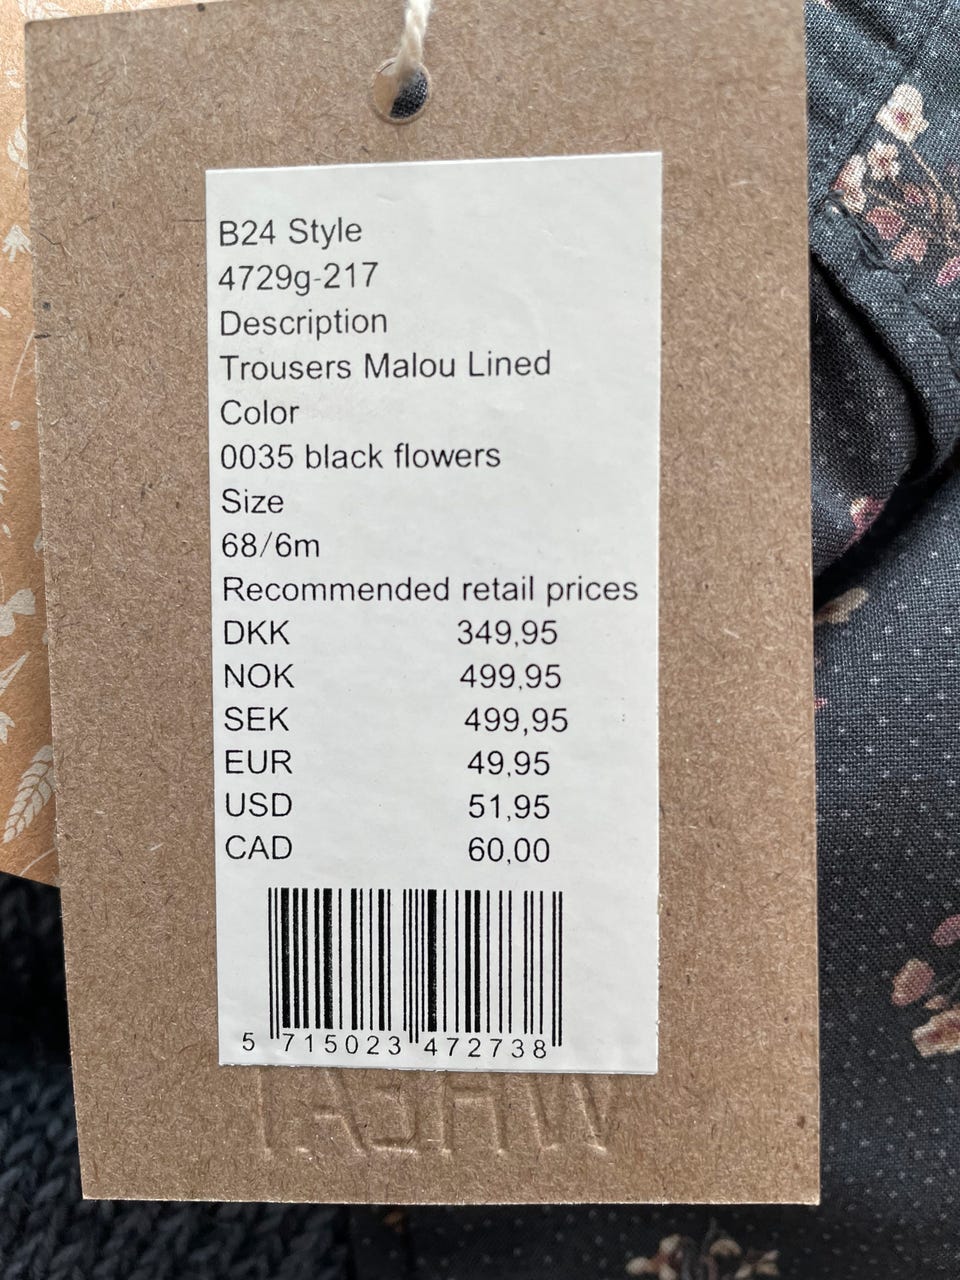 B24 Style
4729g-217
Description
Trousers Malou Lined
Color
0035 black flowers
Size
68/6m
Recommended retail prices
DKK 349,95
NOK 499,95
SEK 499,95
EUR 49,95
USD 51,95
CAD 60,00
5 715023 472738
WHEAT